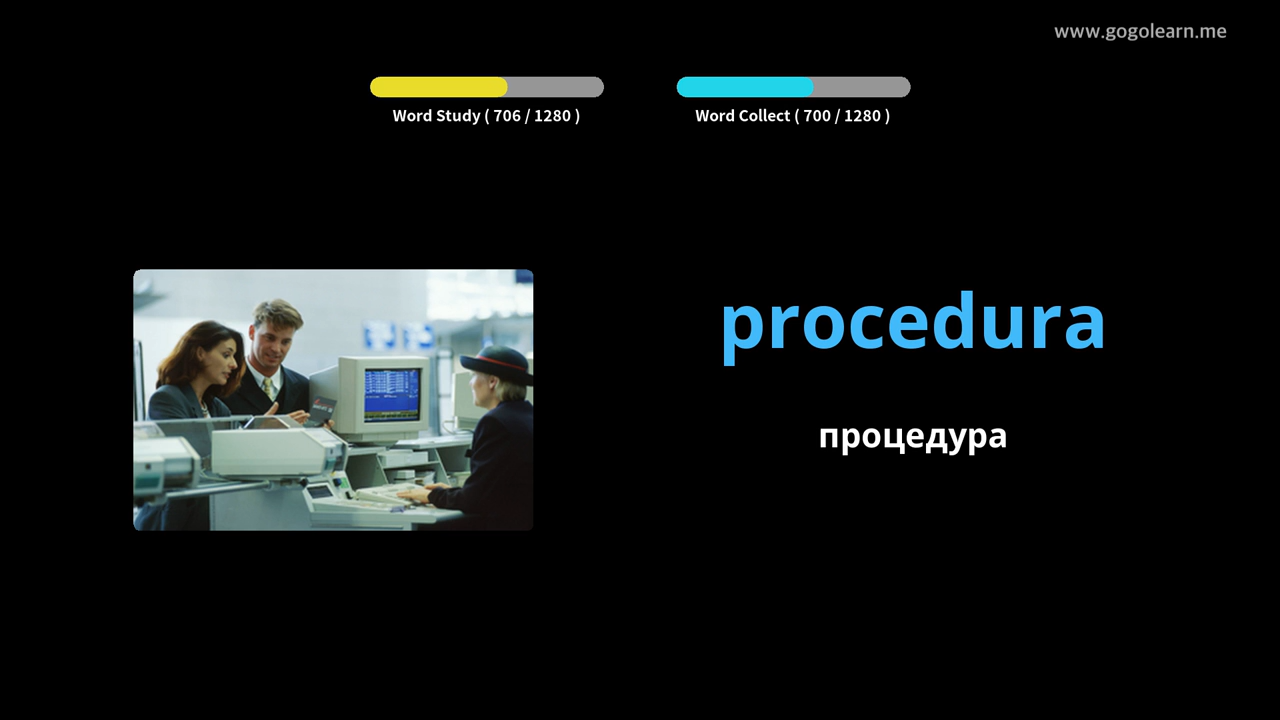 www.gogolearn.me
Word Study ( 706 / 1280 )
Word Collect ( 700 / 1280 )
procedura
процедура